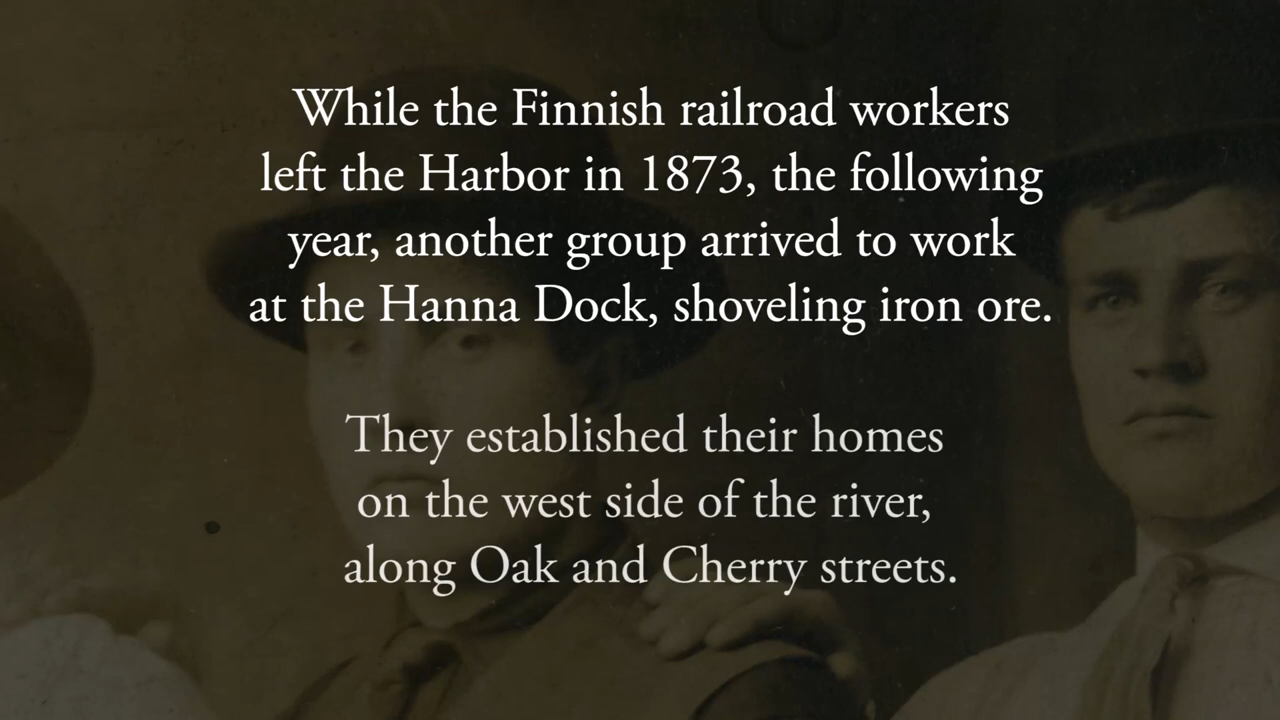 While the Finnish railroad workers
left the Harbor in 1873, the following
year, another group arrived to work
at the Hanna Dock, shoveling iron ore.
They established their homes
on the west side of the river,
along Oak and Cherry streets.